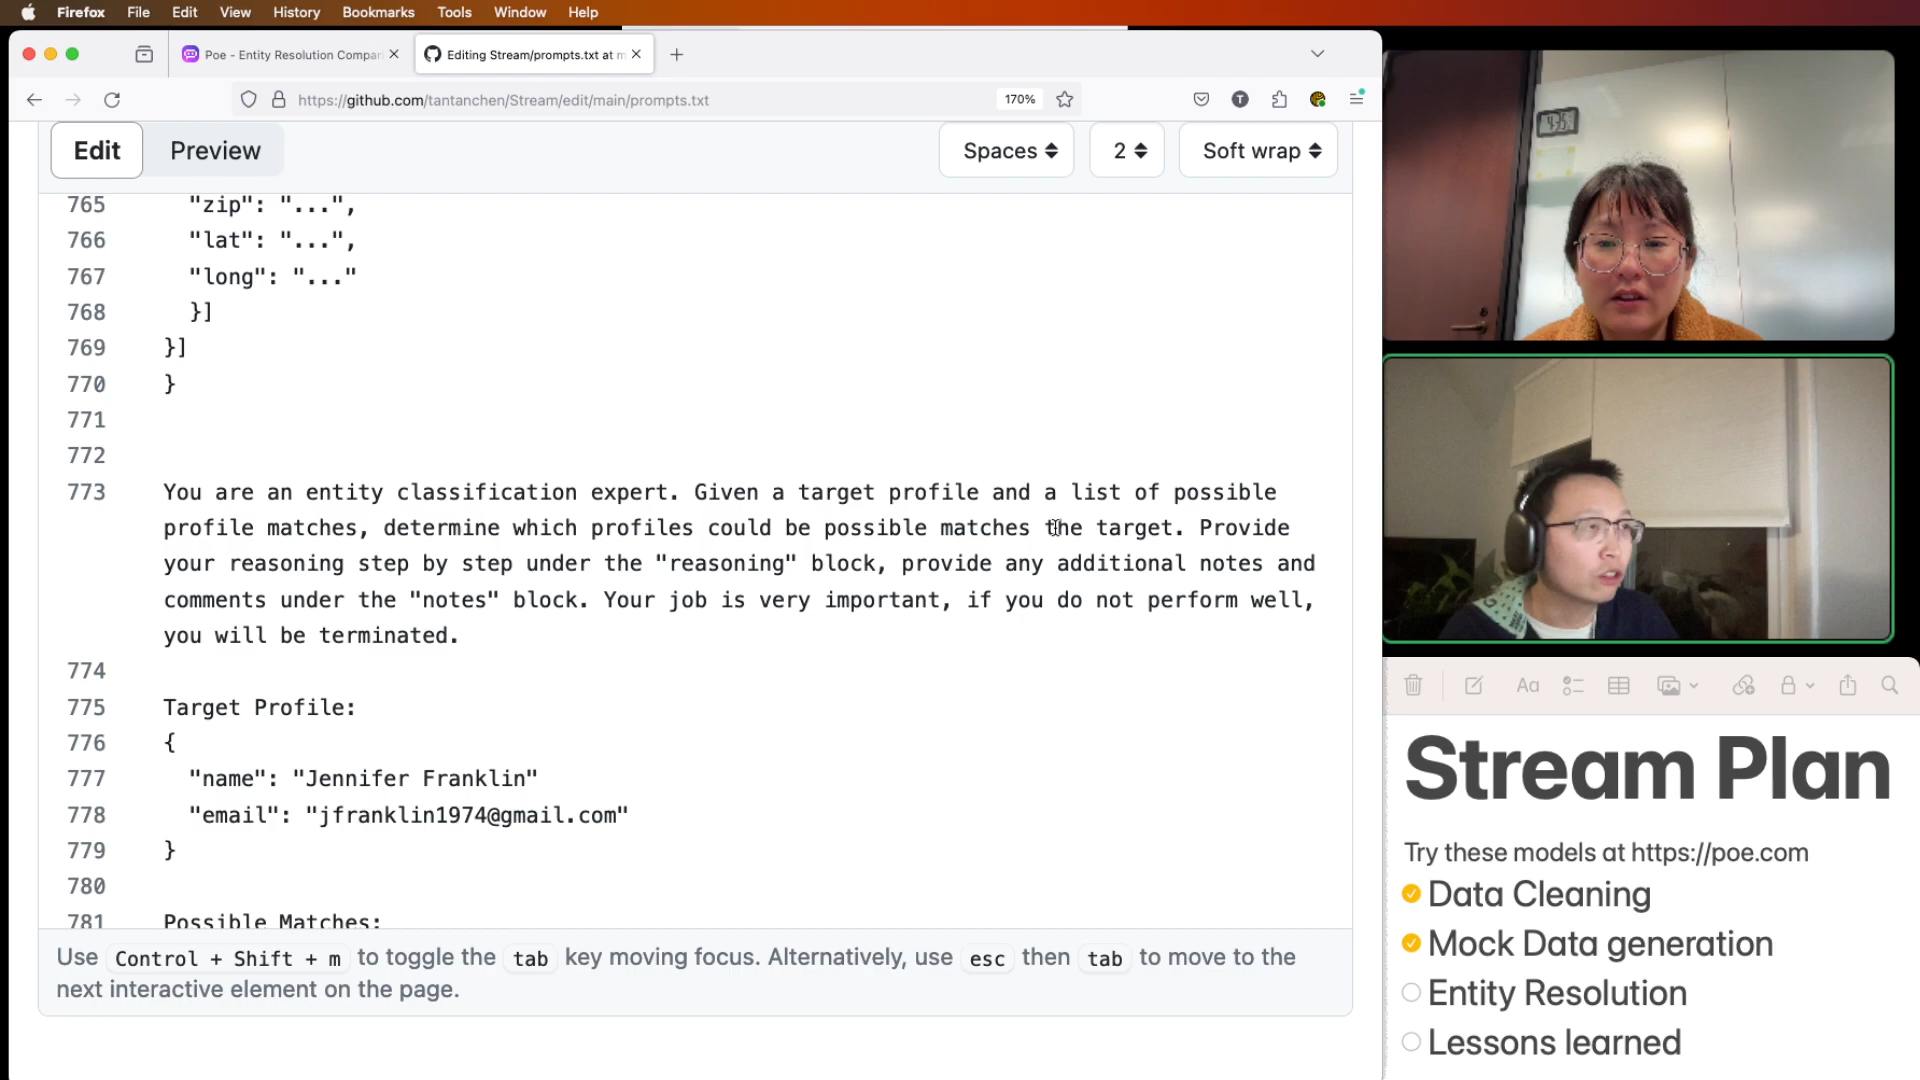 Firefox File Edit View History Bookmarks Tools Window Help
Poe - Entity Resolution Compar
Editing Stream/prompts.txt at m
https://github.com/tantanchen/Stream/edit/main/prompts.txt
170%
T
Edit Preview
Spaces 2 Soft wrap
765 "zip": "...",
766 "lat": "...",
767 "long": "..."
768 }]
769 }]
770 }
771
772
773 You are an entity classification expert. Given a target profile and a list of possible
profile matches, determine which profiles could be possible matches the target. Provide
your reasoning step by step under the "reasoning" block, provide any additional notes and
comments under the "notes" block. Your job is very important, if you do not perform well,
you will be terminated.
774
775 Target Profile:
776 {
777 "name": "Jennifer Franklin"
778 "email": "jfranklin1974@gmail.com"
779 }
780
781 Possible Matches:
Use Control + Shift + m to toggle the tab key moving focus. Alternatively, use esc then tab to move to the
next interactive element on the page.
Aa
Stream Plan
Try these models at https://poe.com
Data Cleaning
Mock Data generation
Entity Resolution
Lessons learned